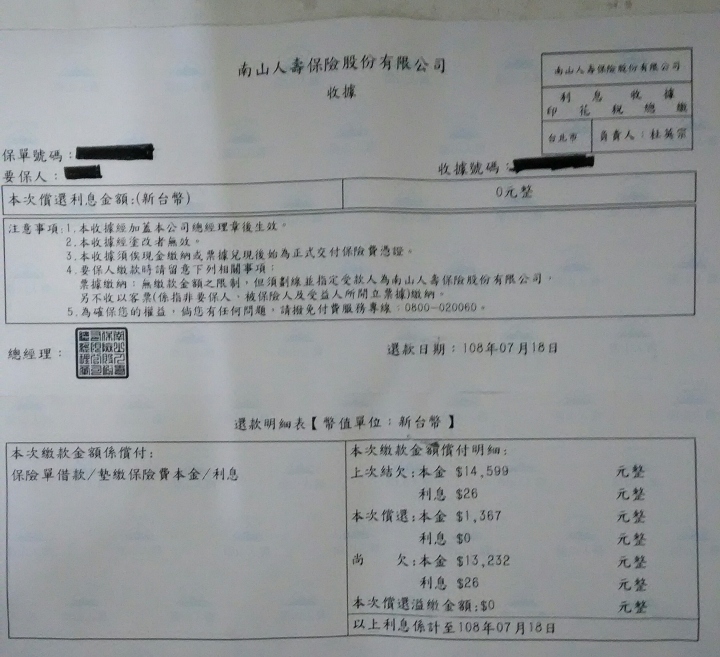 南山人壽保險股份有限公司
收據
南山人壽保險股份有限公司
利息收據
印花稅總繳
台北市 負責人：杜英宗
保單號碼：
要保人：
收據號碼：
本次償還利息金額:(新台幣) 0元整
注意事項:1.本收據經加蓋本公司總經理章後生效。
2.本收據經塗改者無效。
3.本收據須俟現金繳納或票據兌現後始為正式交付保險費憑證。
4.要保人繳款時請留意下列相關事項：
票據繳納：無繳款金額之限制，但須劃線並指定受款人為南山人壽保險股份有限公司，
另不收以客票(係指非要保人、被保險人及受益人所開立票據)繳納。
5.為確保您的權益，倘您有任何問題，請撥免付費服務專線：0800-020060。
總經理：
還款日期：108年07月18日
還款明細表【幣值單位：新台幣】
本次繳款金額係償付:
保險單借款/墊繳保險費本金/利息
本次繳款金額償付明細:
上次結欠:本金 $14,599 元整
利息 $26 元整
本次償還:本金 $1,367 元整
利息 $0 元整
尚 欠:本金 $13,232 元整
利息 $26 元整
本次償還溢繳金額:$0 元整
以上利息係計至108年07月18日